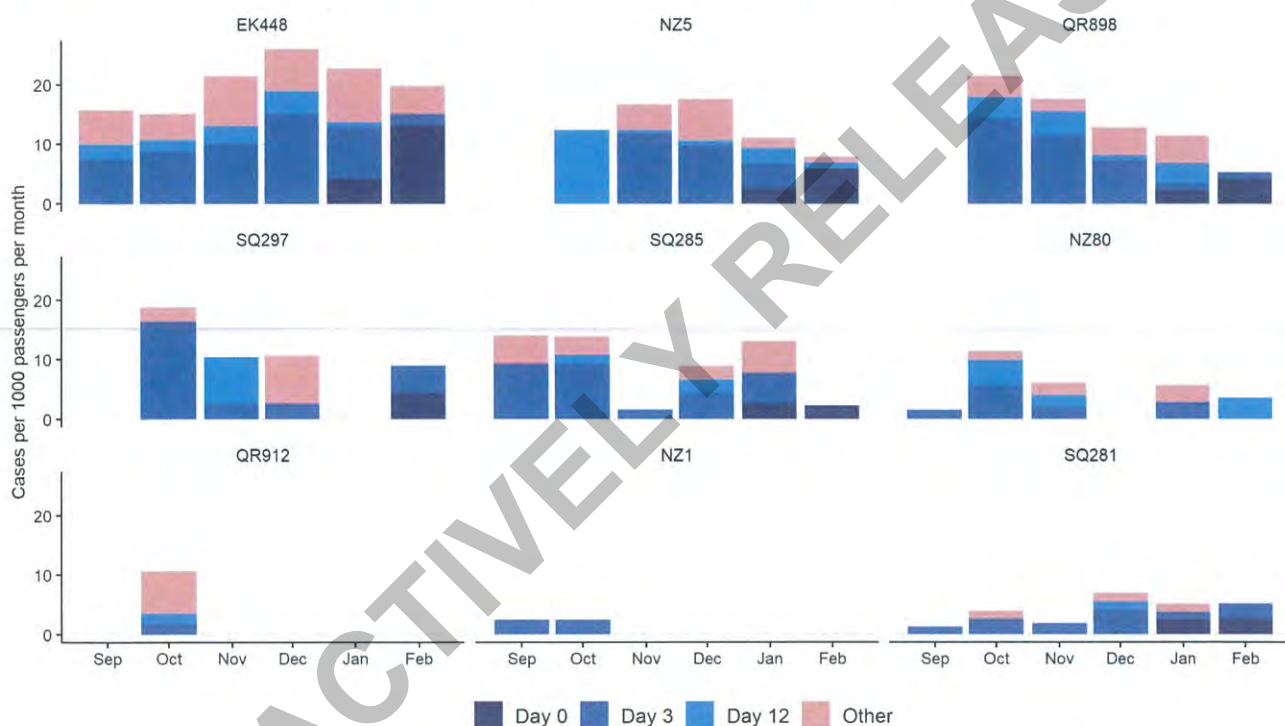 EK448 NZ5 QR898
20
10
0
SQ297 SQ285 NZ80
20
10
0
QR912 NZ1 SQ281
20
10
0
Cases per 1000 passengers per month
Sep Oct Nov Dec Jan Feb Sep Oct Nov Dec Jan Feb Sep Oct Nov Dec Jan Feb
Day 0 Day 3 Day 12 Other
ACTIVELY RELEAS